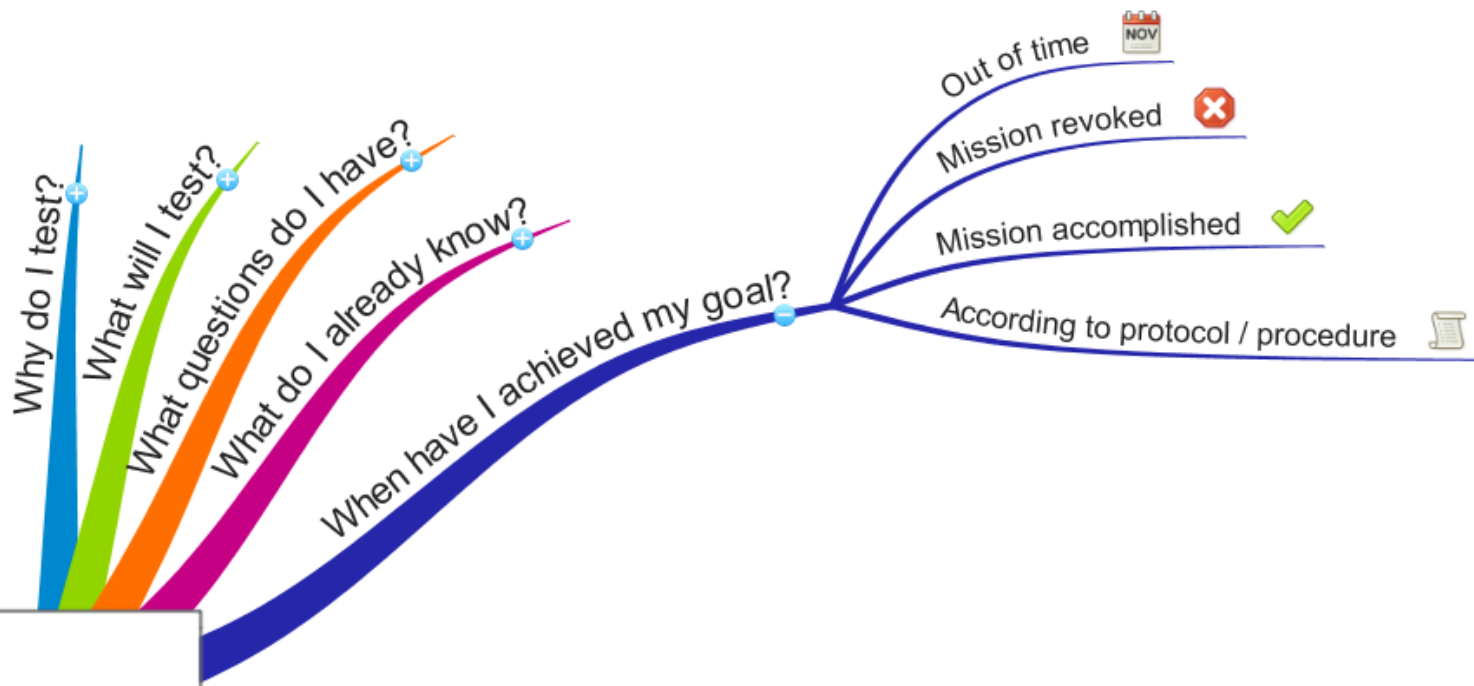 Why do I test?
What will I test?
What questions do I have?
What do I already know?
When have I achieved my goal?
Out of time
NOV
Mission revoked
Mission accomplished
According to protocol / procedure